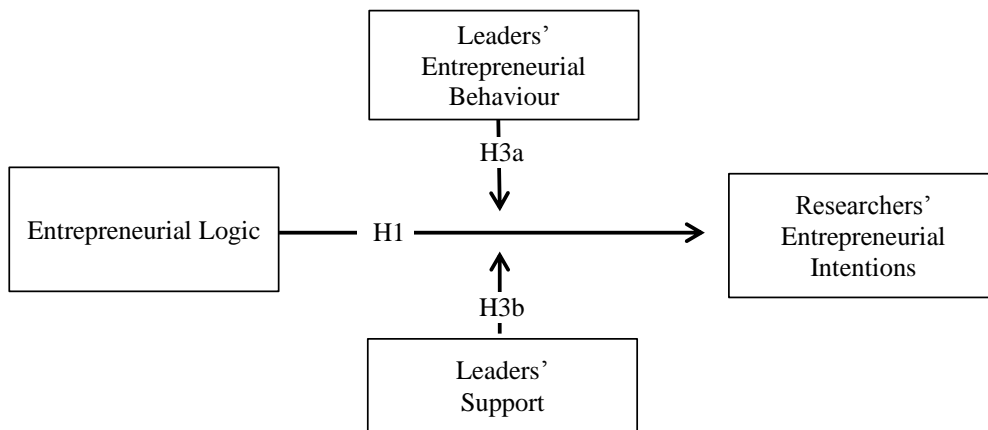 Leaders’
Entrepreneurial
Behaviour
H3a
Entrepreneurial Logic
H1
Researchers’
Entrepreneurial
Intentions
H3b
Leaders’
Support